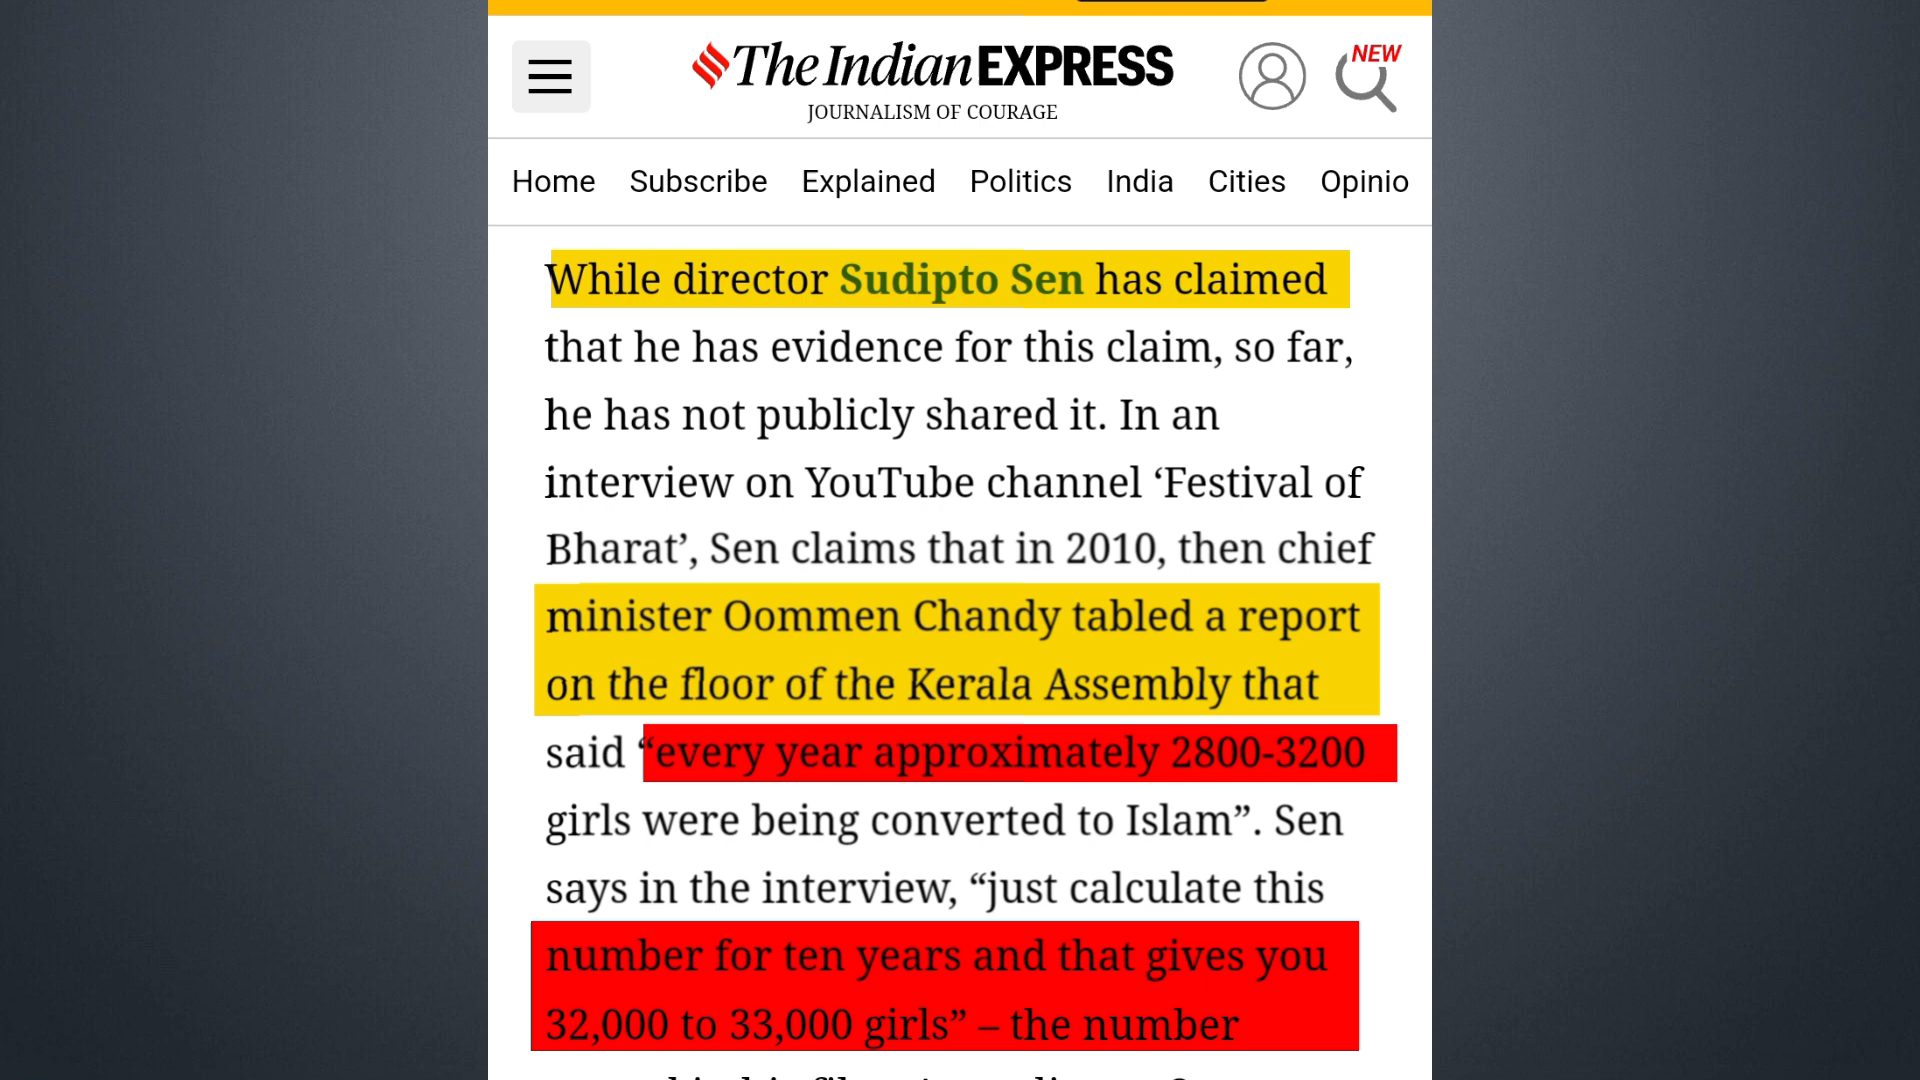 The Indian EXPRESS
JOURNALISM OF COURAGE
NEW
Home Subscribe Explained Politics India Cities Opinio
While director Sudipto Sen has claimed
that he has evidence for this claim, so far,
he has not publicly shared it. In an
interview on YouTube channel ‘Festival of
Bharat’, Sen claims that in 2010, then chief
minister Oommen Chandy tabled a report
on the floor of the Kerala Assembly that
said “every year approximately 2800-3200
girls were being converted to Islam”. Sen
says in the interview, “just calculate this
number for ten years and that gives you
32,000 to 33,000 girls” – the number